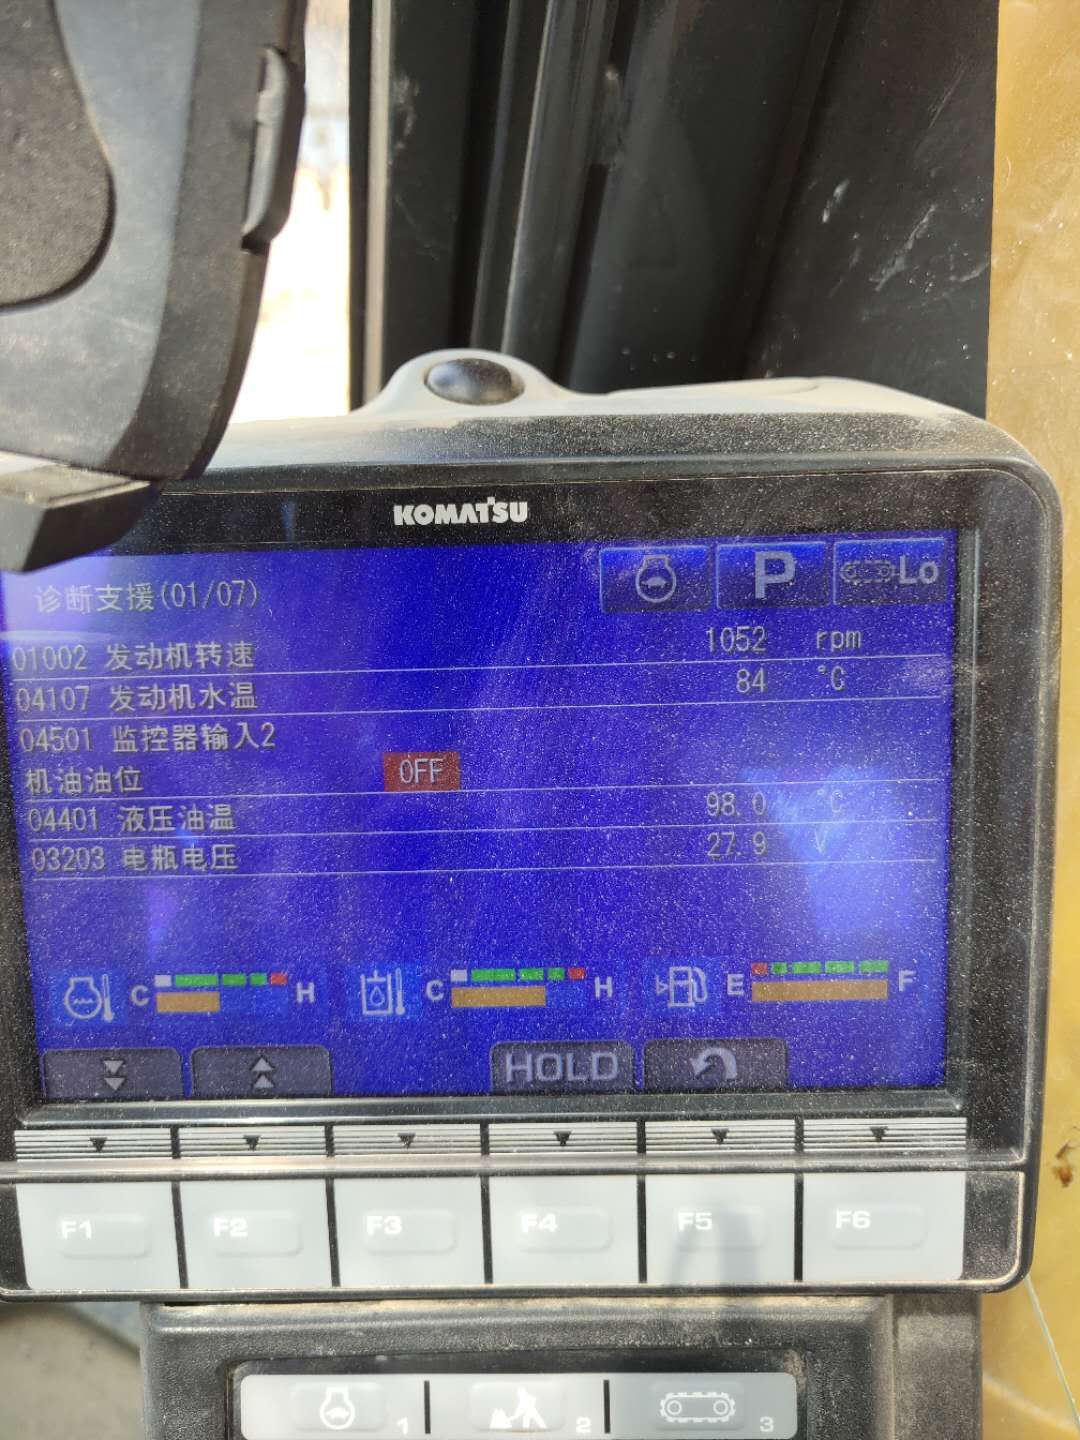 KOMATSU
诊断支援(01/07)
P
Lo
01002 发动机转速 1052 rpm
04107 发动机水温 84 °C
04501 监控器输入2
机油油位 OFF
04401 液压油温 98.0 °C
03203 电瓶电压 27.9 V
C H C H E F
HOLD
F1 F2 F3 F4 F5 F6
1 2 3